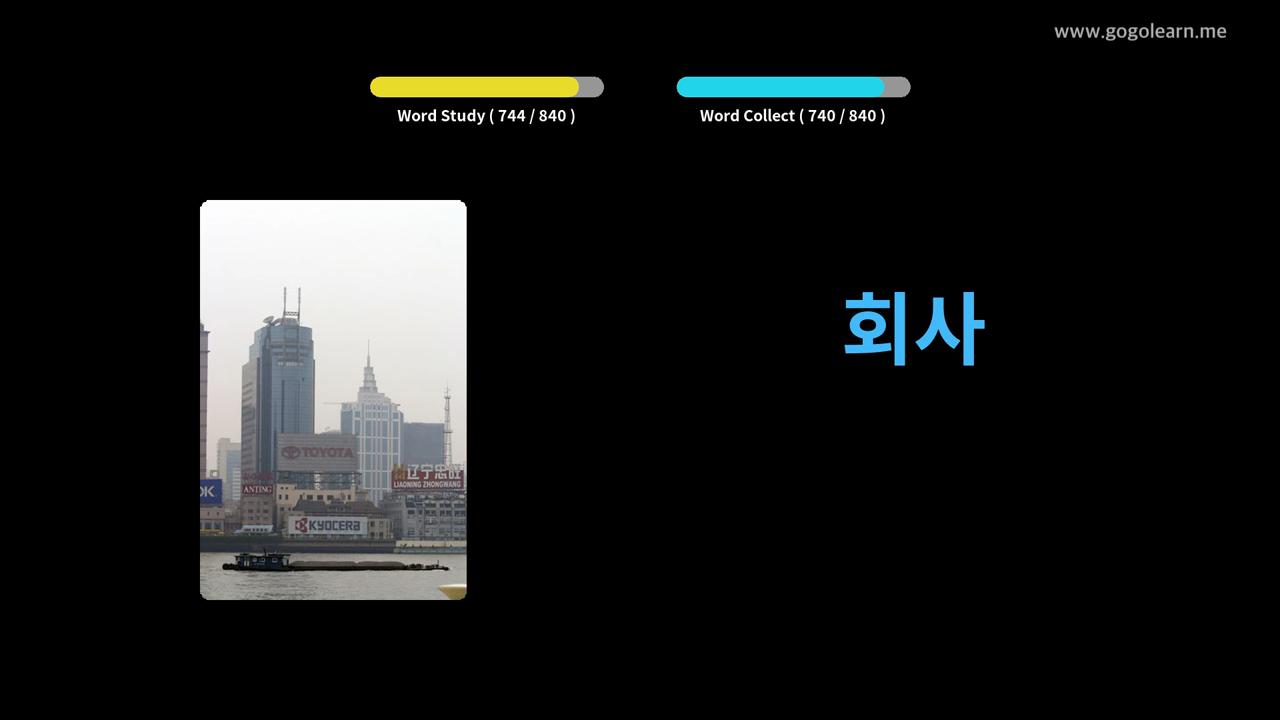 www.gogolearn.me
Word Study ( 744 / 840 )
Word Collect ( 740 / 840 )
회사
TOYOTA
辽宁忠旺
LIAONING ZHONGWANG
ANTING
OK
KYOCERA